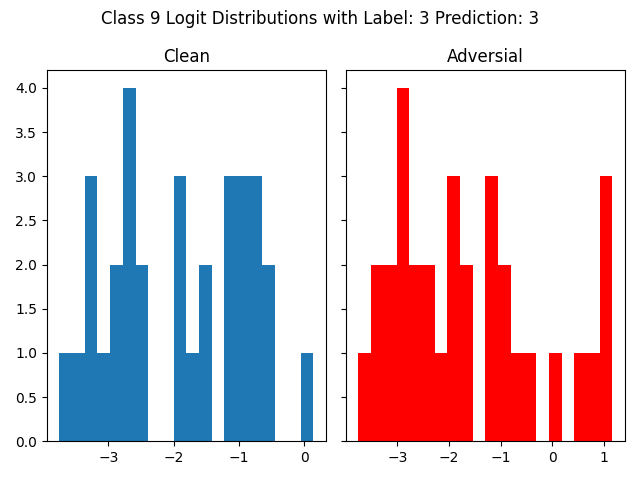 Class 9 Logit Distributions with Label: 3 Prediction: 3
Clean
Adversial
4.0
3.5
3.0
2.5
2.0
1.5
1.0
0.5
0.0
−3 −2 −1 0
−3 −2 −1 0 1